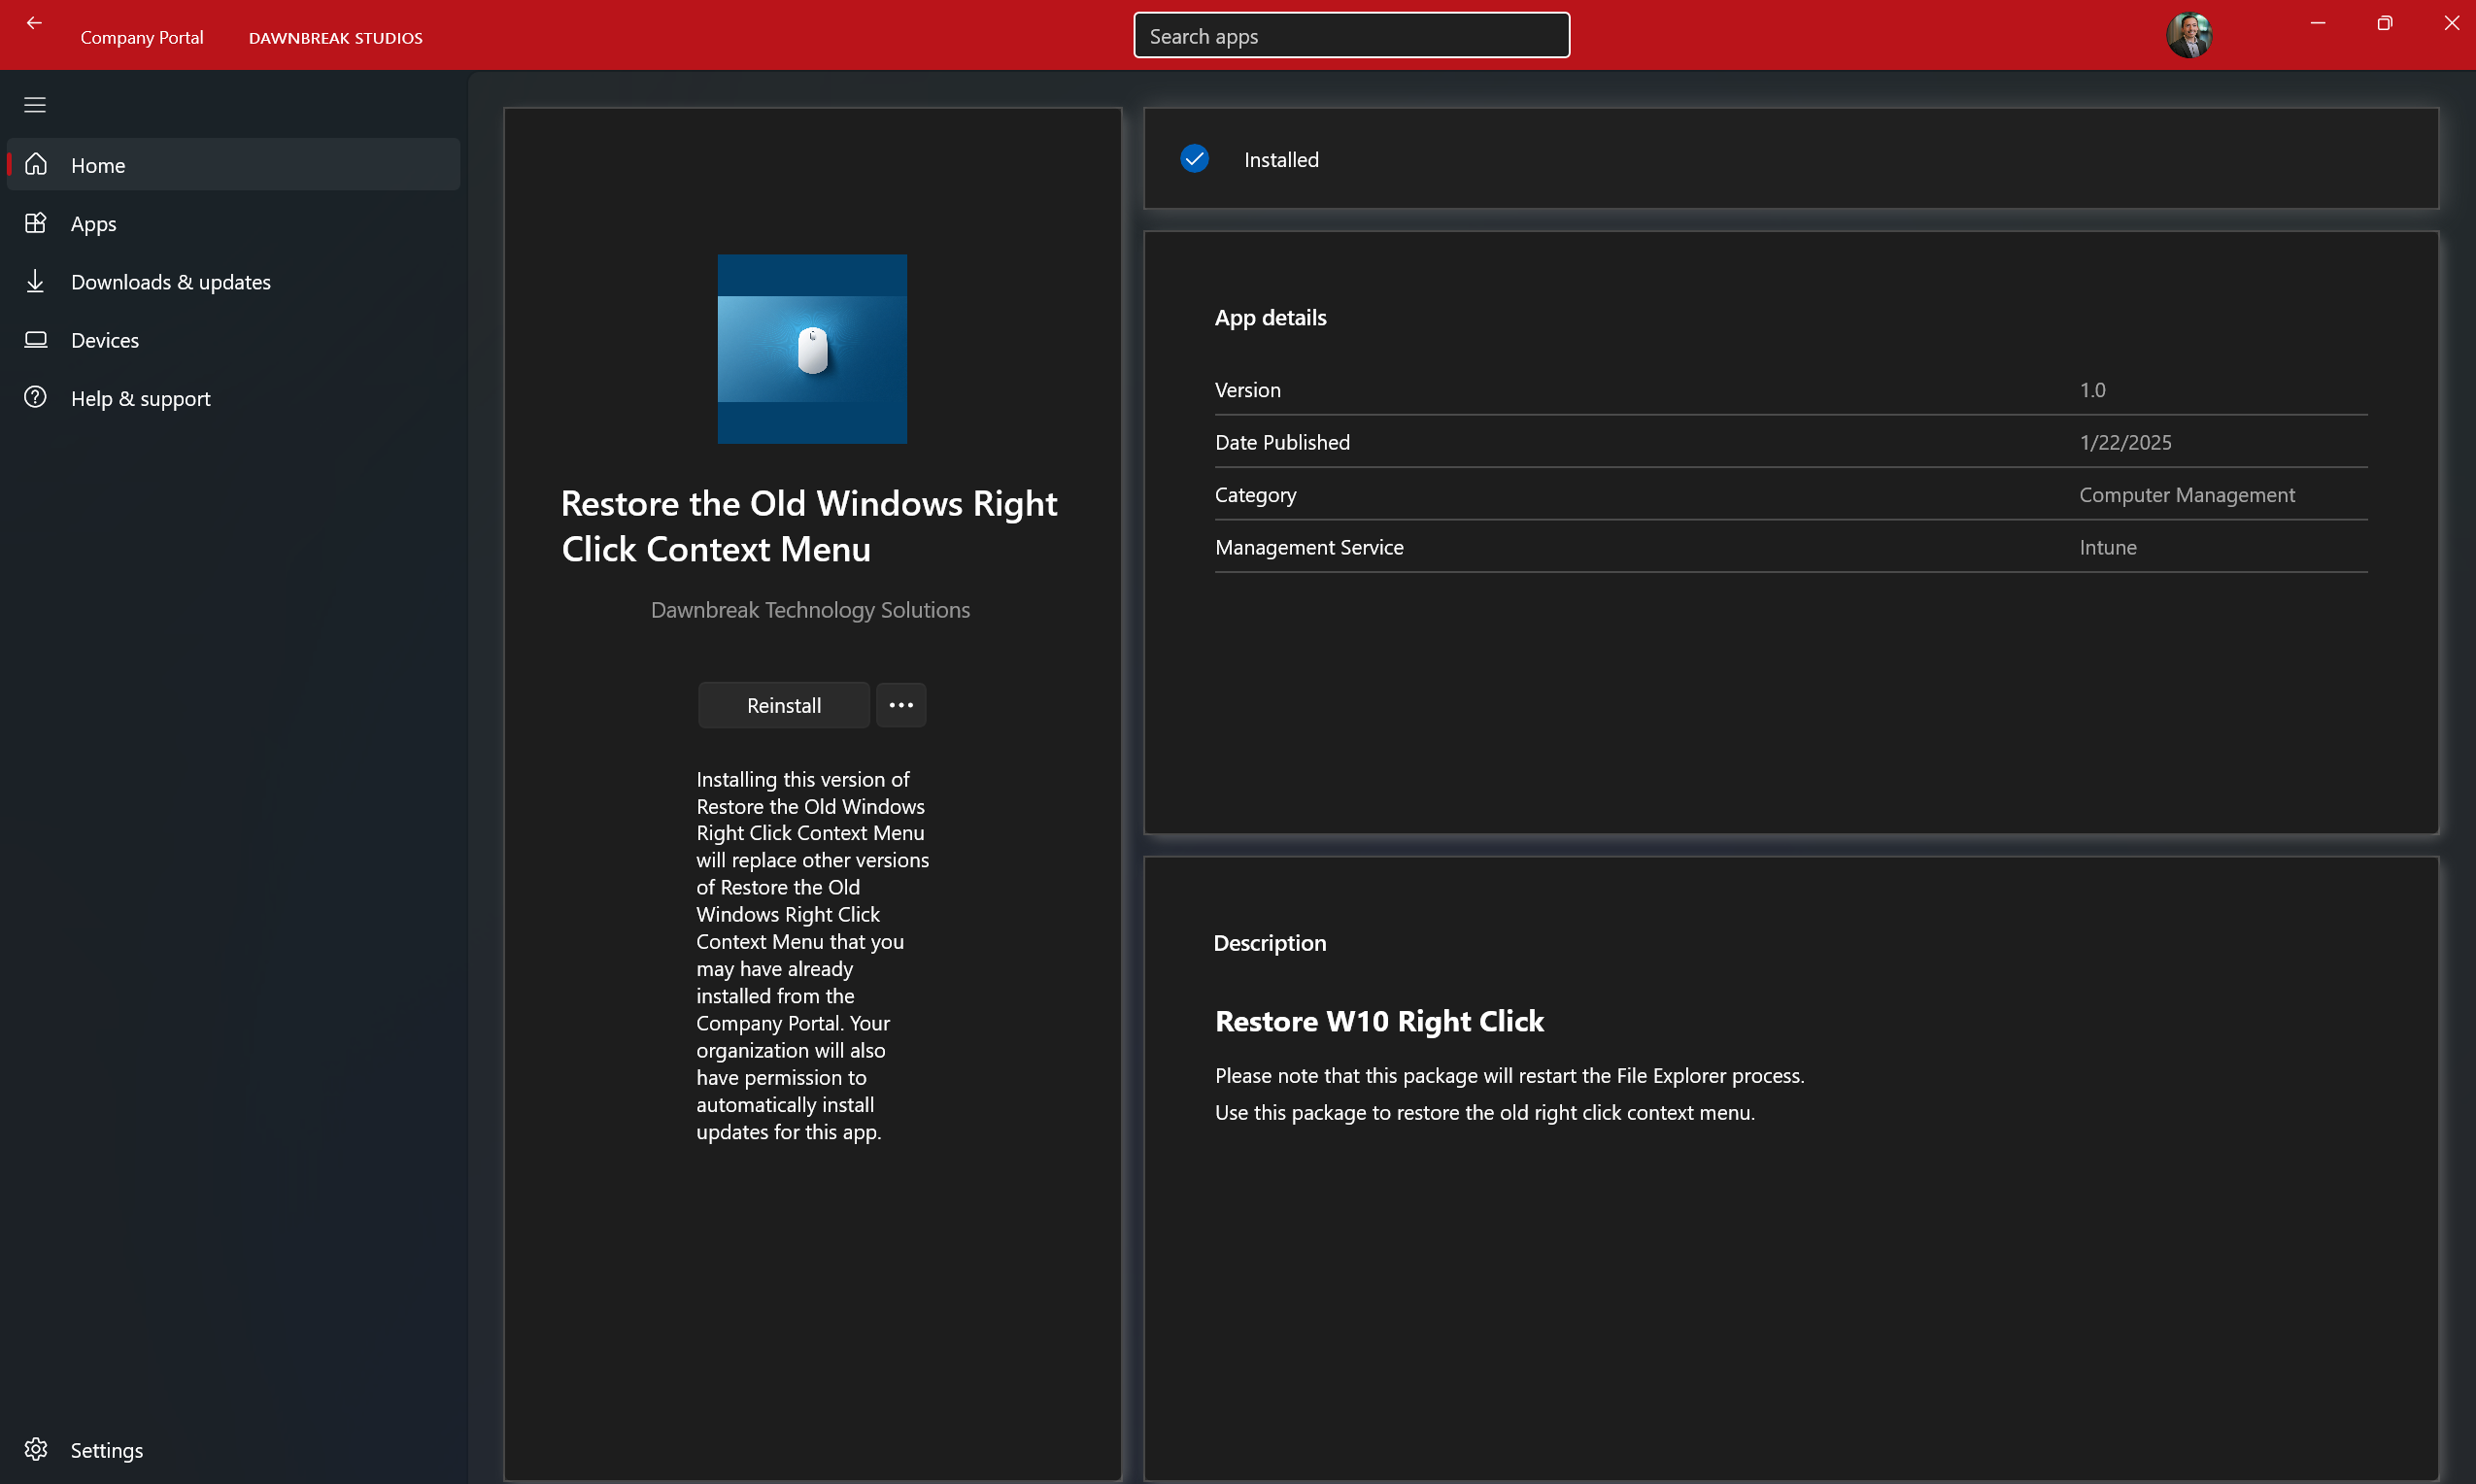 Company Portal
DAWNBREAK STUDIOS
Search apps
Home
Apps
Downloads & updates
Devices
Help & support
Settings
Restore the Old Windows Right
Click Context Menu
Dawnbreak Technology Solutions
Reinstall
Installing this version of
Restore the Old Windows
Right Click Context Menu
will replace other versions
of Restore the Old
Windows Right Click
Context Menu that you
may have already
installed from the
Company Portal. Your
organization will also
have permission to
automatically install
updates for this app.
Installed
App details
Version 1.0
Date Published 1/22/2025
Category Computer Management
Management Service Intune
Description
Restore W10 Right Click
Please note that this package will restart the File Explorer process.
Use this package to restore the old right click context menu.